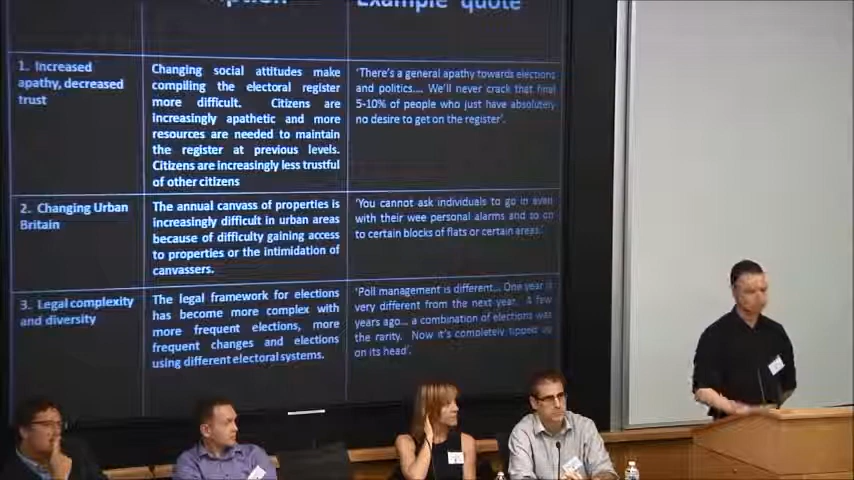 Example quote
1. Increased
apathy, decreased
trust
Changing social attitudes make
compiling the electoral register
more difficult. Citizens are
increasingly apathetic and more
resources are needed to maintain
the register at previous levels.
Citizens are increasingly less trustful
of other citizens
'There's a general apathy towards elections
and politics.... We'll never crack that final
5-10% of people who just have absolutely
no desire to get on the register'.
2. Changing Urban
Britain
The annual canvass of properties is
increasingly difficult in urban areas
because of difficulty gaining access
to properties or the intimidation of
canvassers.
'You cannot ask individuals to go in even
with their wee personal alarms and so on
to certain blocks of flats or certain areas.'
3. Legal complexity
and diversity
The legal framework for elections
has become more complex with
more frequent elections, more
frequent changes and elections
using different electoral systems.
'Poll management is different... One year is
very different from the next year. A few
years ago... a combination of elections was
the rarity. Now it's completely tipped up
on its head'.